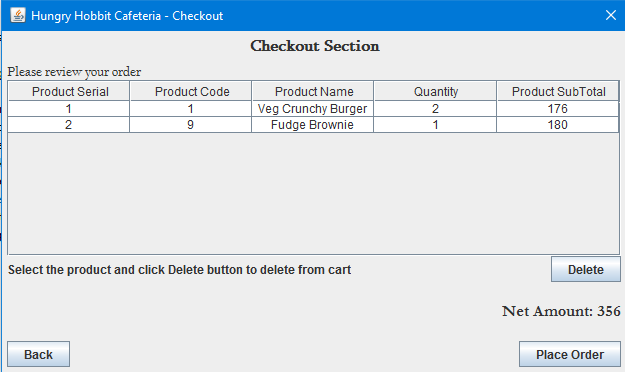 Hungry Hobbit Cafeteria - Checkout
Checkout Section
Please review your order
Product Serial Product Code Product Name Quantity Product SubTotal
1 1 Veg Crunchy Burger 2 176
2 9 Fudge Brownie 1 180
Select the product and click Delete button to delete from cart
Delete
Net Amount: 356
Back Place Order